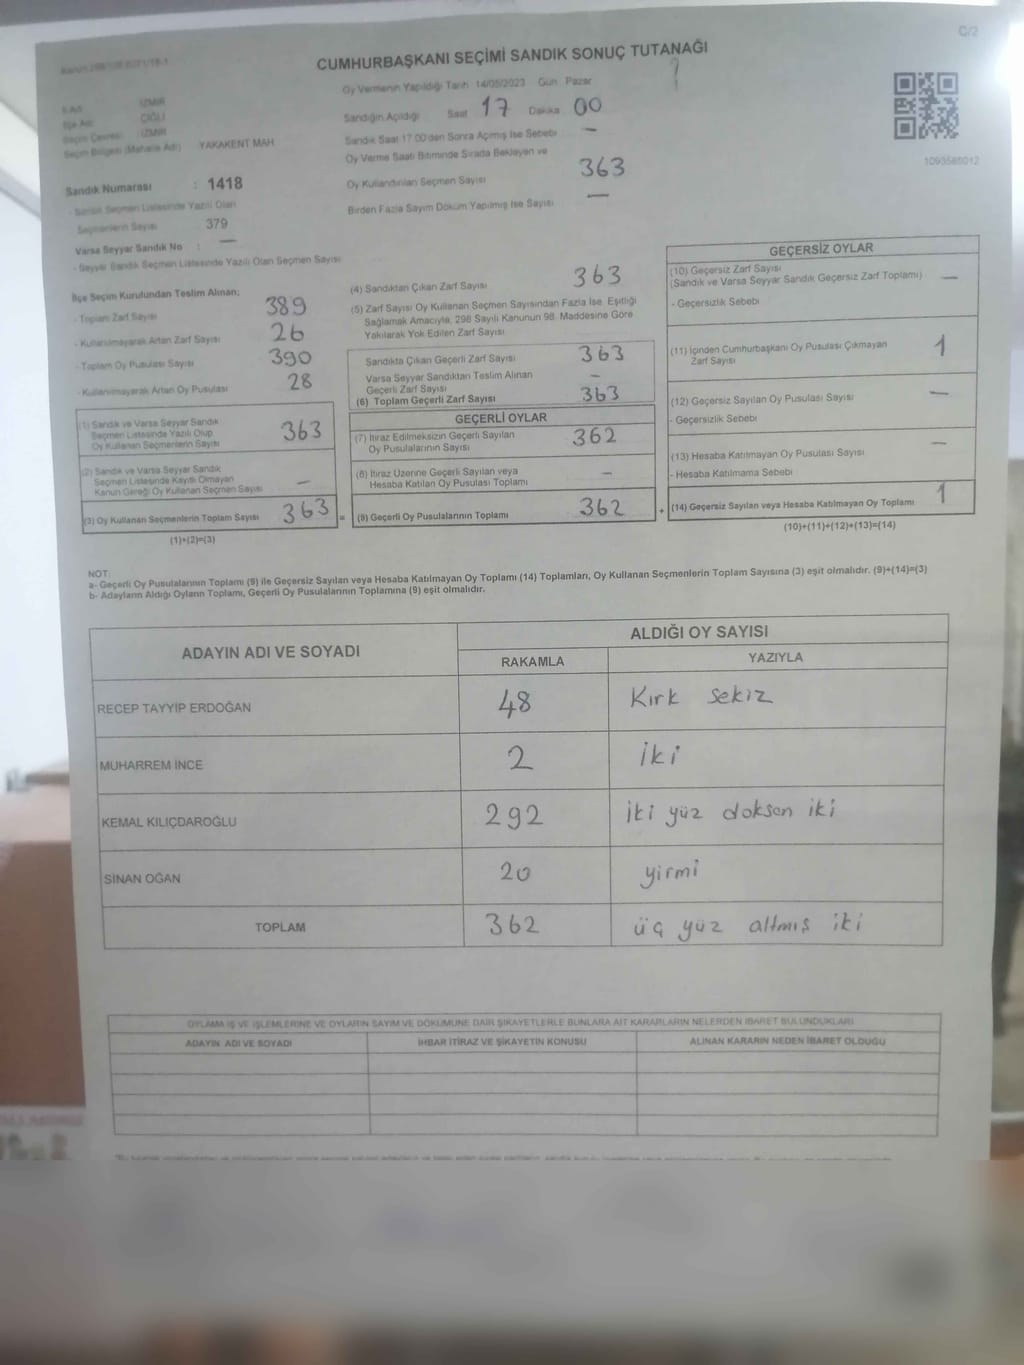 C/2
CUMHURBAŞKANI SEÇİMİ SANDIK SONUÇ TUTANAĞI
Oy Vermenin Yapıldığı Tarih 14/05/2023 Gün Pazar
İli Adı İZMİR
İlçe Adı ÇİĞLİ
Seçim Çevresi İZMİR
Seçim Bölgesi (Mahalle Adı) YAKAKENT MAH.
Sandık Numarası : 1418
- Sandık Seçmen Listesinde Yazılı Olan
Seçmenlerin Sayısı 379
Varsa Seyyar Sandık No : —
- Seyyar Sandık Seçmen Listesinde Yazılı Olan Seçmen Sayısı
Sandığın Açıldığı Saat 17 Dakika 00
Sandık Saat 17.00'den Sonra Açılmış İse Sebebi —
Oy Verme Saati Bitiminde Sırada Bekleyen ve
Oy Kullandırılan Seçmen Sayısı 363
Birden Fazla Sayım Döküm Yapılmış İse Sayısı —
1093580012
İlçe Seçim Kurulundan Teslim Alınan;
- Toplam Zarf Sayısı 389
- Kullanılmayarak Artan Zarf Sayısı 26
- Toplam Oy Pusulası Sayısı 390
- Kullanılmayarak Artan Oy Pusulası 28
(1) Sandık ve Varsa Seyyar Sandık
Seçmen Listesinde Yazılı Olup
Oy Kullanan Seçmenlerin Sayısı 363
(2) Sandık ve Varsa Seyyar Sandık
Seçmen Listesinde Kayıtlı Olmayan
Kanun Gereği Oy Kullanan Seçmen Sayısı —
(3) Oy Kullanan Seçmenlerin Toplam Sayısı 363 =
(1)+(2)=(3)
(4) Sandıktan Çıkan Zarf Sayısı 363
(5) Zarf Sayısı Oy Kullanan Seçmen Sayısından Fazla İse, Eşitliği
Sağlamak Amacıyla, 298 Sayılı Kanunun 98. Maddesine Göre
Yakılarak Yok Edilen Zarf Sayısı
Sandıkta Çıkan Geçerli Zarf Sayısı 363
Varsa Seyyar Sandıktan Teslim Alınan
Geçerli Zarf Sayısı —
(6) Toplam Geçerli Zarf Sayısı 363
GEÇERLİ OYLAR
(7) İtiraz Edilmeksizin Geçerli Sayılan
Oy Pusulalarının Sayısı 362
(8) İtiraz Üzerine Geçerli Sayılan veya
Hesaba Katılan Oy Pusulası Toplamı —
(9) Geçerli Oy Pusulalarının Toplamı 362 +
GEÇERSİZ OYLAR
(10) Geçersiz Zarf Sayısı
(Sandık ve Varsa Seyyar Sandık Geçersiz Zarf Toplamı) —
- Geçersizlik Sebebi
(11) İçinden Cumhurbaşkanı Oy Pusulası Çıkmayan
Zarf Sayısı 1
(12) Geçersiz Sayılan Oy Pusulası Sayısı —
- Geçersizlik Sebebi
(13) Hesaba Katılmayan Oy Pusulası Sayısı —
- Hesaba Katılmama Sebebi
(14) Geçersiz Sayılan veya Hesaba Katılmayan Oy Toplamı 1
(10)+(11)+(12)+(13)=(14)
NOT:
a- Geçerli Oy Pusulalarının Toplamı (9) ile Geçersiz Sayılan veya Hesaba Katılmayan Oy Toplamı (14) Toplamları, Oy Kullanan Seçmenlerin Toplam Sayısına (3) eşit olmalıdır. (9)+(14)=(3)
b- Adayların Aldığı Oyların Toplamı, Geçerli Oy Pusulalarının Toplamına (9) eşit olmalıdır.
ADAYIN ADI VE SOYADI
ALDIĞI OY SAYISI
RAKAMLA YAZIYLA
RECEP TAYYİP ERDOĞAN 48 Kırk sekiz
MUHARREM İNCE 2 iki
KEMAL KILIÇDAROĞLU 292 iki yüz doksan iki
SİNAN OĞAN 20 yirmi
TOPLAM 362 üç yüz altmış iki
OYLAMA İŞ VE İŞLEMLERİNE VE OYLARIN SAYIM VE DÖKÜMÜNE DAİR ŞİKAYETLERLE BUNLARA AİT KARARLARIN NELERDEN İBARET BULUNDUKLARI
ADAYIN ADI VE SOYADI İHBAR İTİRAZ VE ŞİKAYETİN KONUSU ALINAN KARARIN NEDEN İBARET OLDUĞU